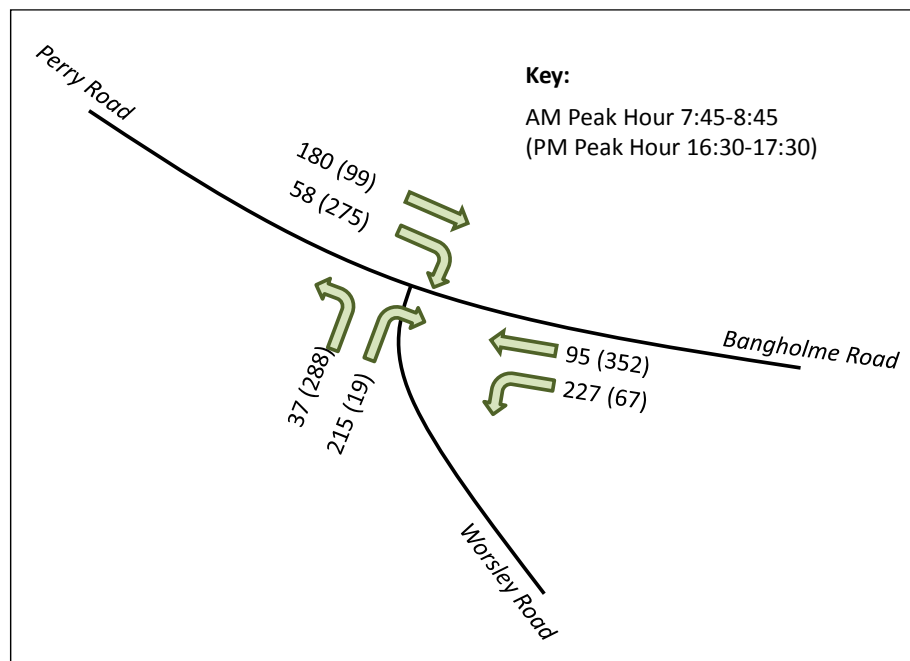 Perry Road
Key:
AM Peak Hour 7:45-8:45
(PM Peak Hour 16:30-17:30)
180 (99)
58 (275)
Bangholme Road
95 (352)
227 (67)
37 (288)
215 (19)
Worsley Road